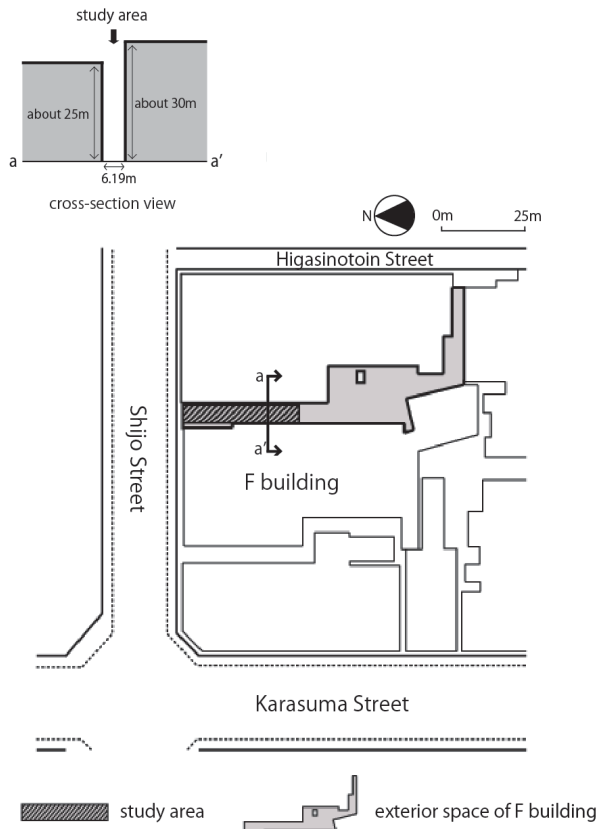 study area
about 25m
about 30m
a
a’
6.19m
cross-section view
N
0m
25m
Higasinotoin Street
a
a’
Shijo Street
F building
Karasuma Street
study area
exterior space of F building